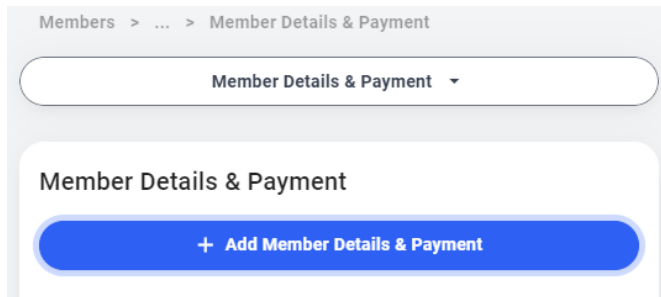 Members > ... > Member Details & Payment
Member Details & Payment
Member Details & Payment
+ Add Member Details & Payment